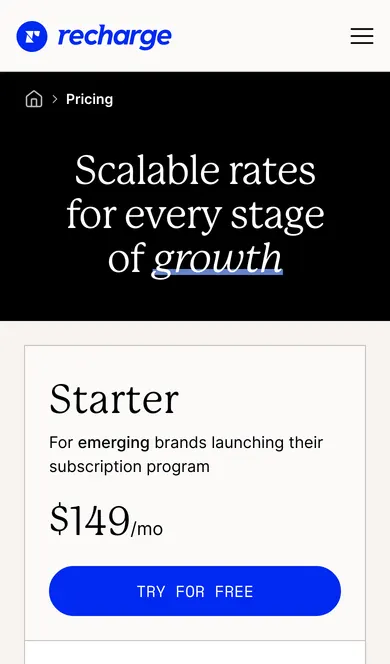 recharge
Pricing
Scalable rates
for every stage
of growth
Starter
For emerging brands launching their
subscription program
$149/mo
TRY FOR FREE